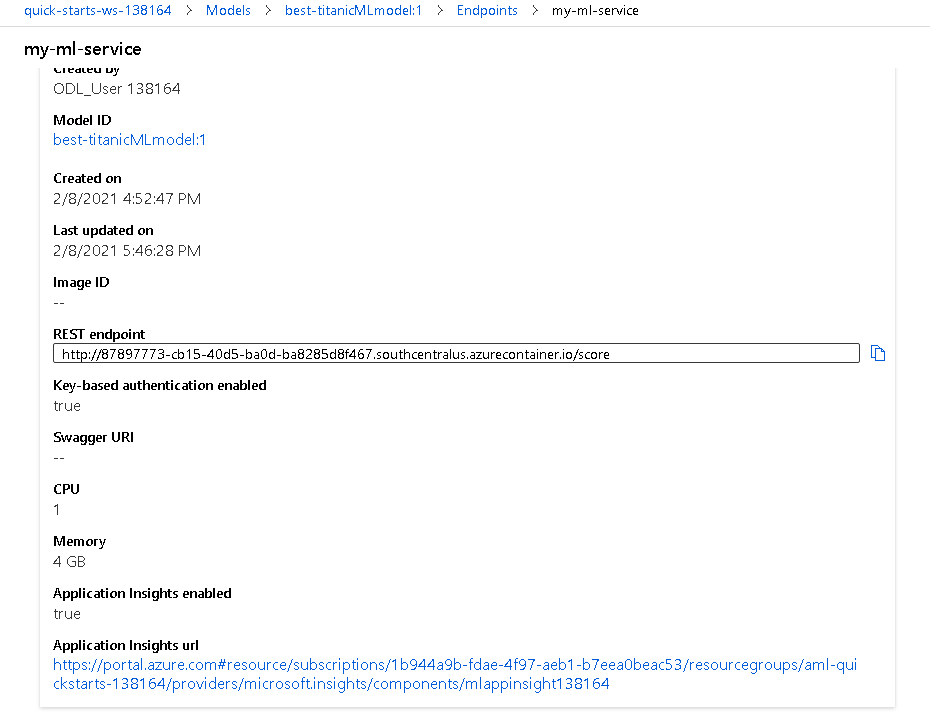 quick-starts-ws-138164 > Models > best-titanicMLmodel:1 > Endpoints > my-ml-service
my-ml-service
Created by
ODL_User 138164
Model ID
best-titanicMLmodel:1
Created on
2/8/2021 4:52:47 PM
Last updated on
2/8/2021 5:46:28 PM
Image ID
--
REST endpoint
http://87897773-cb15-40d5-ba0d-ba8285d8f467.southcentralus.azurecontainer.io/score
Key-based authentication enabled
true
Swagger URI
--
CPU
1
Memory
4 GB
Application Insights enabled
true
Application Insights url
https://portal.azure.com#resource/subscriptions/1b944a9b-fdae-4f97-aeb1-b7eea0beac53/resourcegroups/aml-qui
ckstarts-138164/providers/microsoft.insights/components/mlappinsight138164